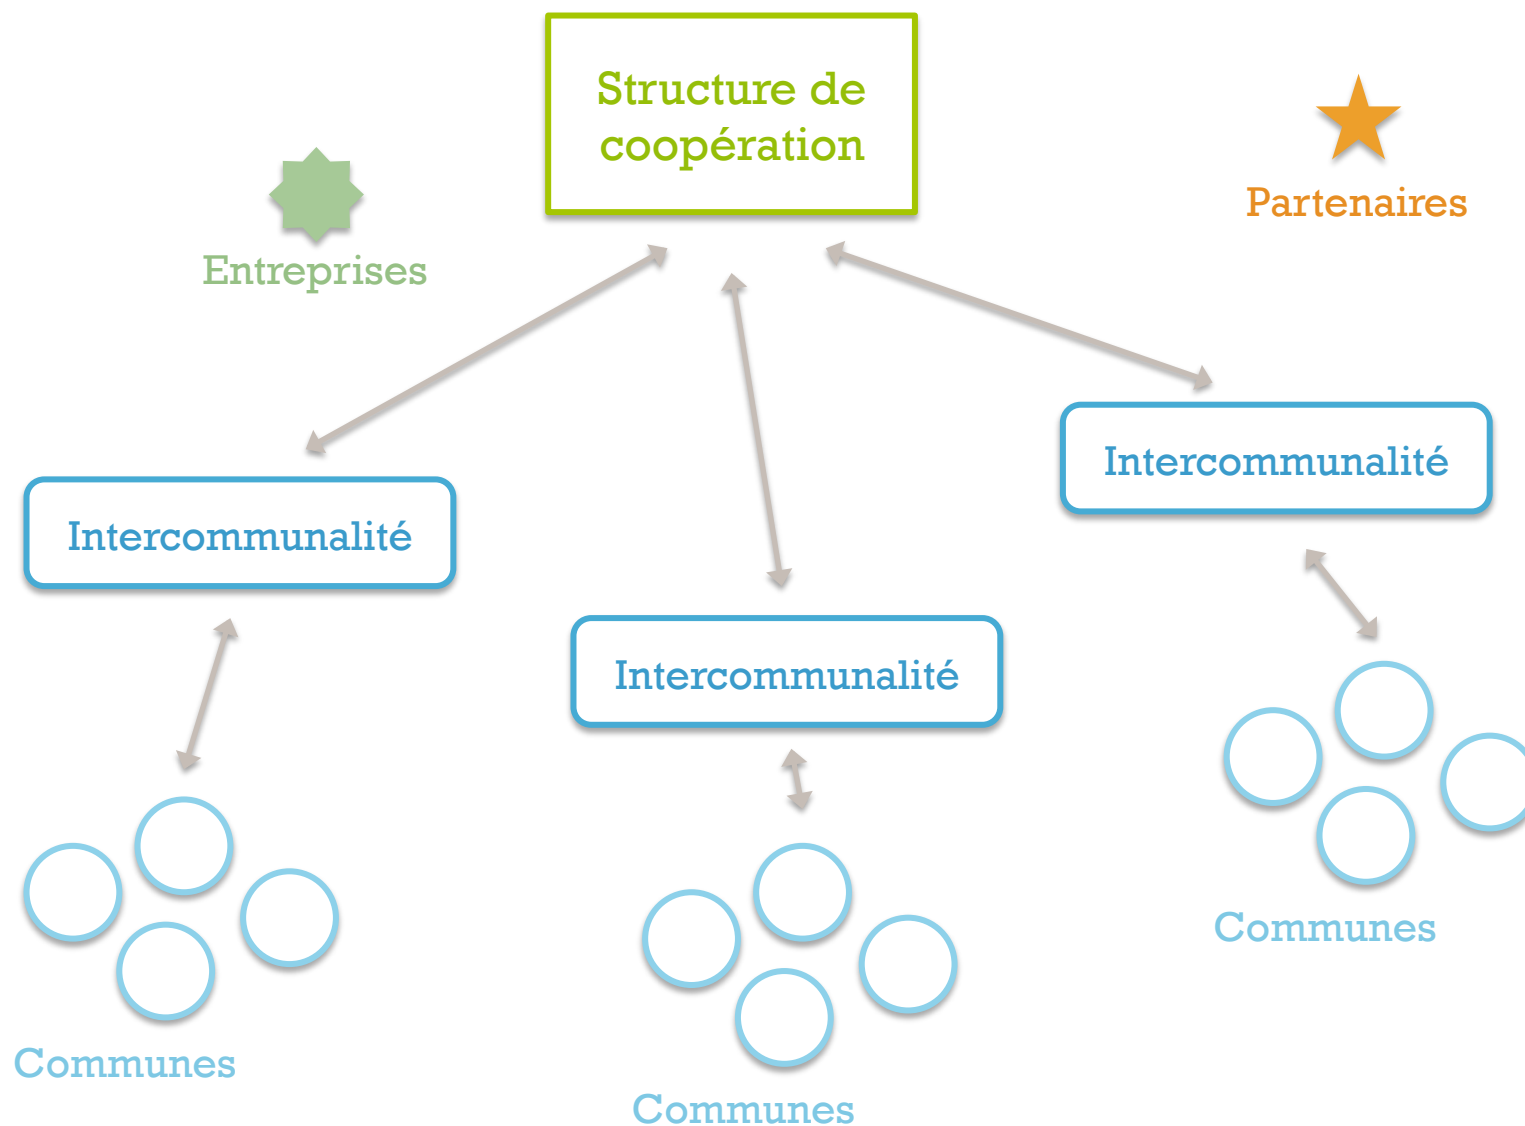 Structure de
coopération
Partenaires
Entreprises
Intercommunalité
Intercommunalité
Intercommunalité
Communes
Communes
Communes